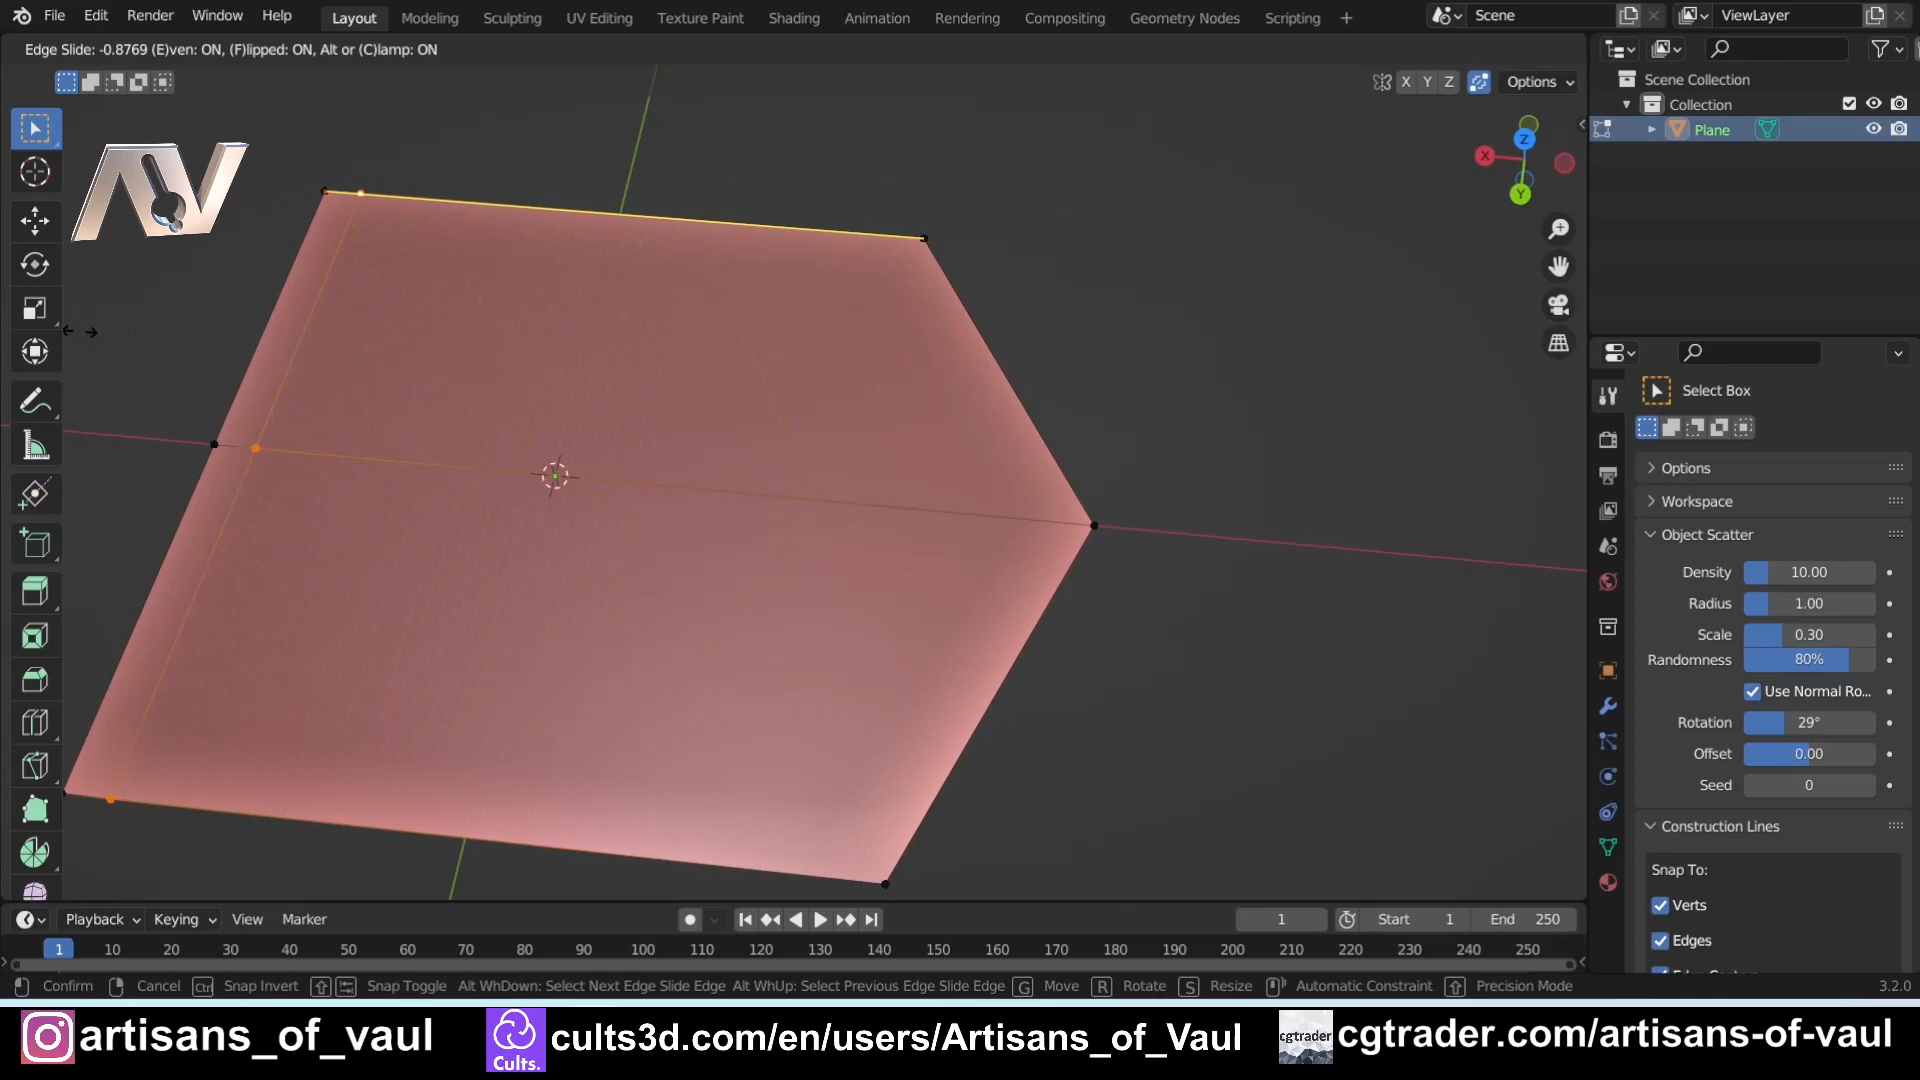 File Edit Render Window Help Layout Modeling Sculpting UV Editing Texture Paint Shading Animation Rendering Compositing Geometry Nodes Scripting + Scene ViewLayer
Edge Slide: -0.8769 (E)ven: ON, (F)lipped: ON, Alt or (C)lamp: ON
X Y Z Options
Scene Collection
Collection
Plane
Z
X
Y
AV
Select Box
Options
Workspace
Object Scatter
Density 10.00
Radius 1.00
Scale 0.30
Randomness 80%
Use Normal Ro...
Rotation 29°
Offset 0.00
Seed 0
Construction Lines
Snap To:
Verts
Edges
Playback Keying View Marker 1 Start 1 End 250
1 10 20 30 40 50 60 70 80 90 100 110 120 130 140 150 160 170 180 190 200 210 220 230 240 250
Confirm Cancel Ctrl Snap Invert Snap Toggle Alt WhDown: Select Next Edge Slide Edge Alt WhUp: Select Previous Edge Slide Edge G Move R Rotate S Resize Automatic Constraint Precision Mode 3.2.0
artisans_of_vaul Cults. cults3d.com/en/users/Artisans_of_Vaul cgtrader cgtrader.com/artisans-of-vaul